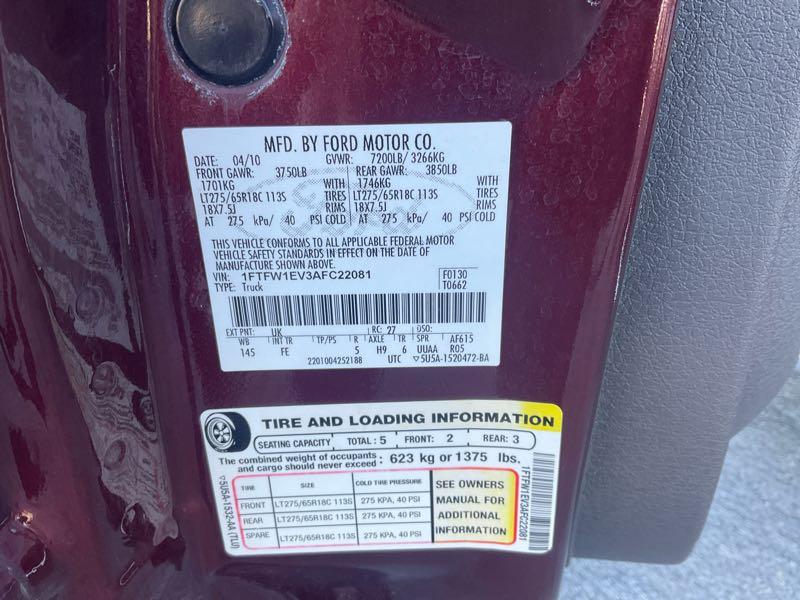 MFD. BY FORD MOTOR CO.
DATE: 04/10 GVWR: 7200LB/ 3266KG
FRONT GAWR: 3750LB REAR GAWR: 3850LB
1701KG WITH 1746KG WITH
LT275/65R18C 113S TIRES LT275/65R18C 113S TIRES
18X7.5J RIMS 18X7.5J RIMS
AT 275 kPa/ 40 PSI COLD AT 275 kPa/ 40 PSI COLD
THIS VEHICLE CONFORMS TO ALL APPLICABLE FEDERAL MOTOR
VEHICLE SAFETY STANDARDS IN EFFECT ON THE DATE OF
MANUFACTURE SHOWN ABOVE.
VIN: 1FTFW1EV3AFC22081 F0130
TYPE: Truck T0662
EXT PNT: UK RC: 27 DSO:
WB INT TR TP/PS R AXLE TR SPR AF615
145 FE 5 H9 6 UUAA R05
2201004252188 UTC ▽5U5A-1520472-BA
TIRE AND LOADING INFORMATION
SEATING CAPACITY TOTAL : 5 FRONT: 2 REAR: 3
The combined weight of occupants and cargo should never exceed : 623 kg or 1375 lbs.
TIRE SIZE COLD TIRE PRESSURE
FRONT LT275/65R18C 113S 275 KPA, 40 PSI
REAR LT275/65R18C 113S 275 KPA, 40 PSI
SPARE LT275/65R18C 113S 275 KPA, 40 PSI
SEE OWNERS
MANUAL FOR
ADDITIONAL
INFORMATION
▽5U5A-1532-AA (TLU)
1FTFW1EV3AFC22081